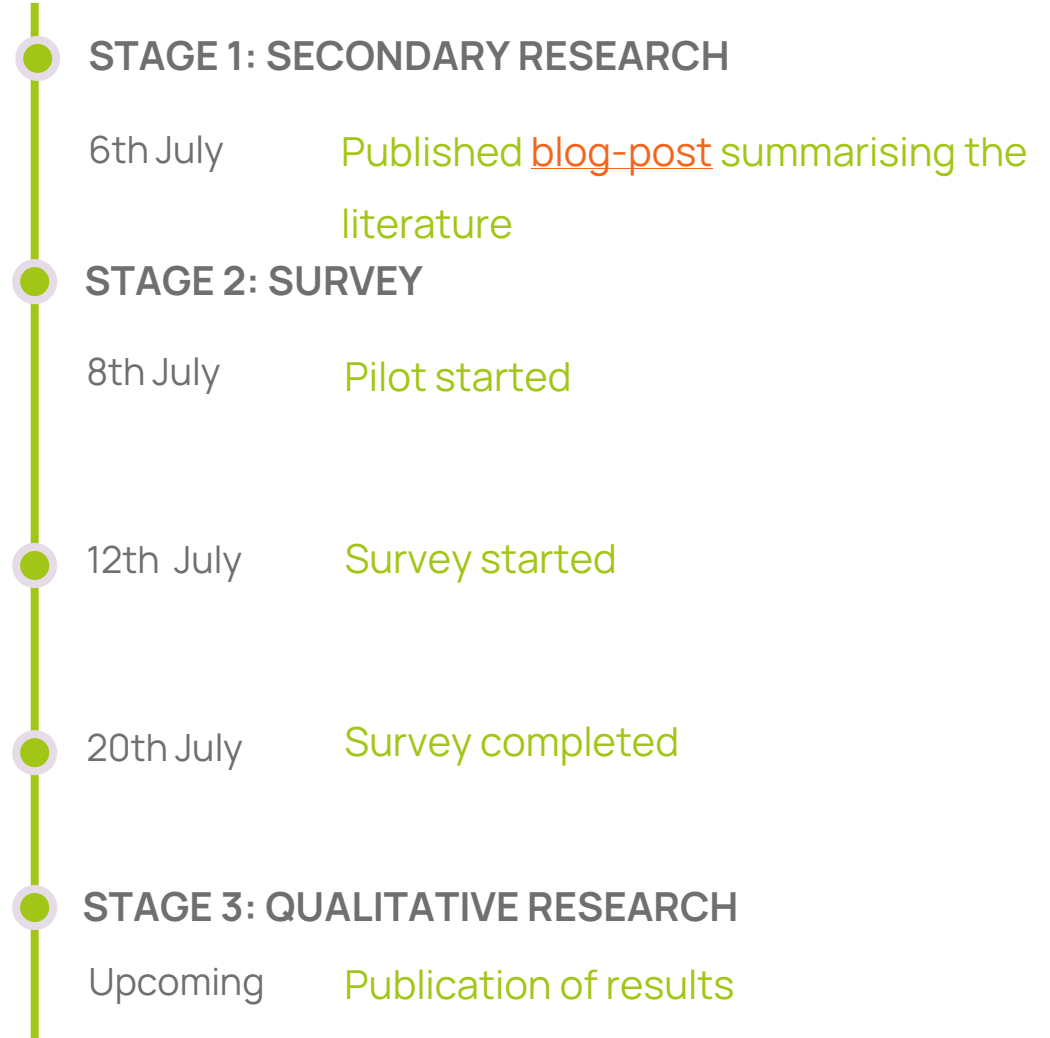 STAGE 1: SECONDARY RESEARCH
6th July Published blog-post summarising the
literature
STAGE 2: SURVEY
8th July Pilot started
12th July Survey started
20th July Survey completed
STAGE 3: QUALITATIVE RESEARCH
Upcoming Publication of results